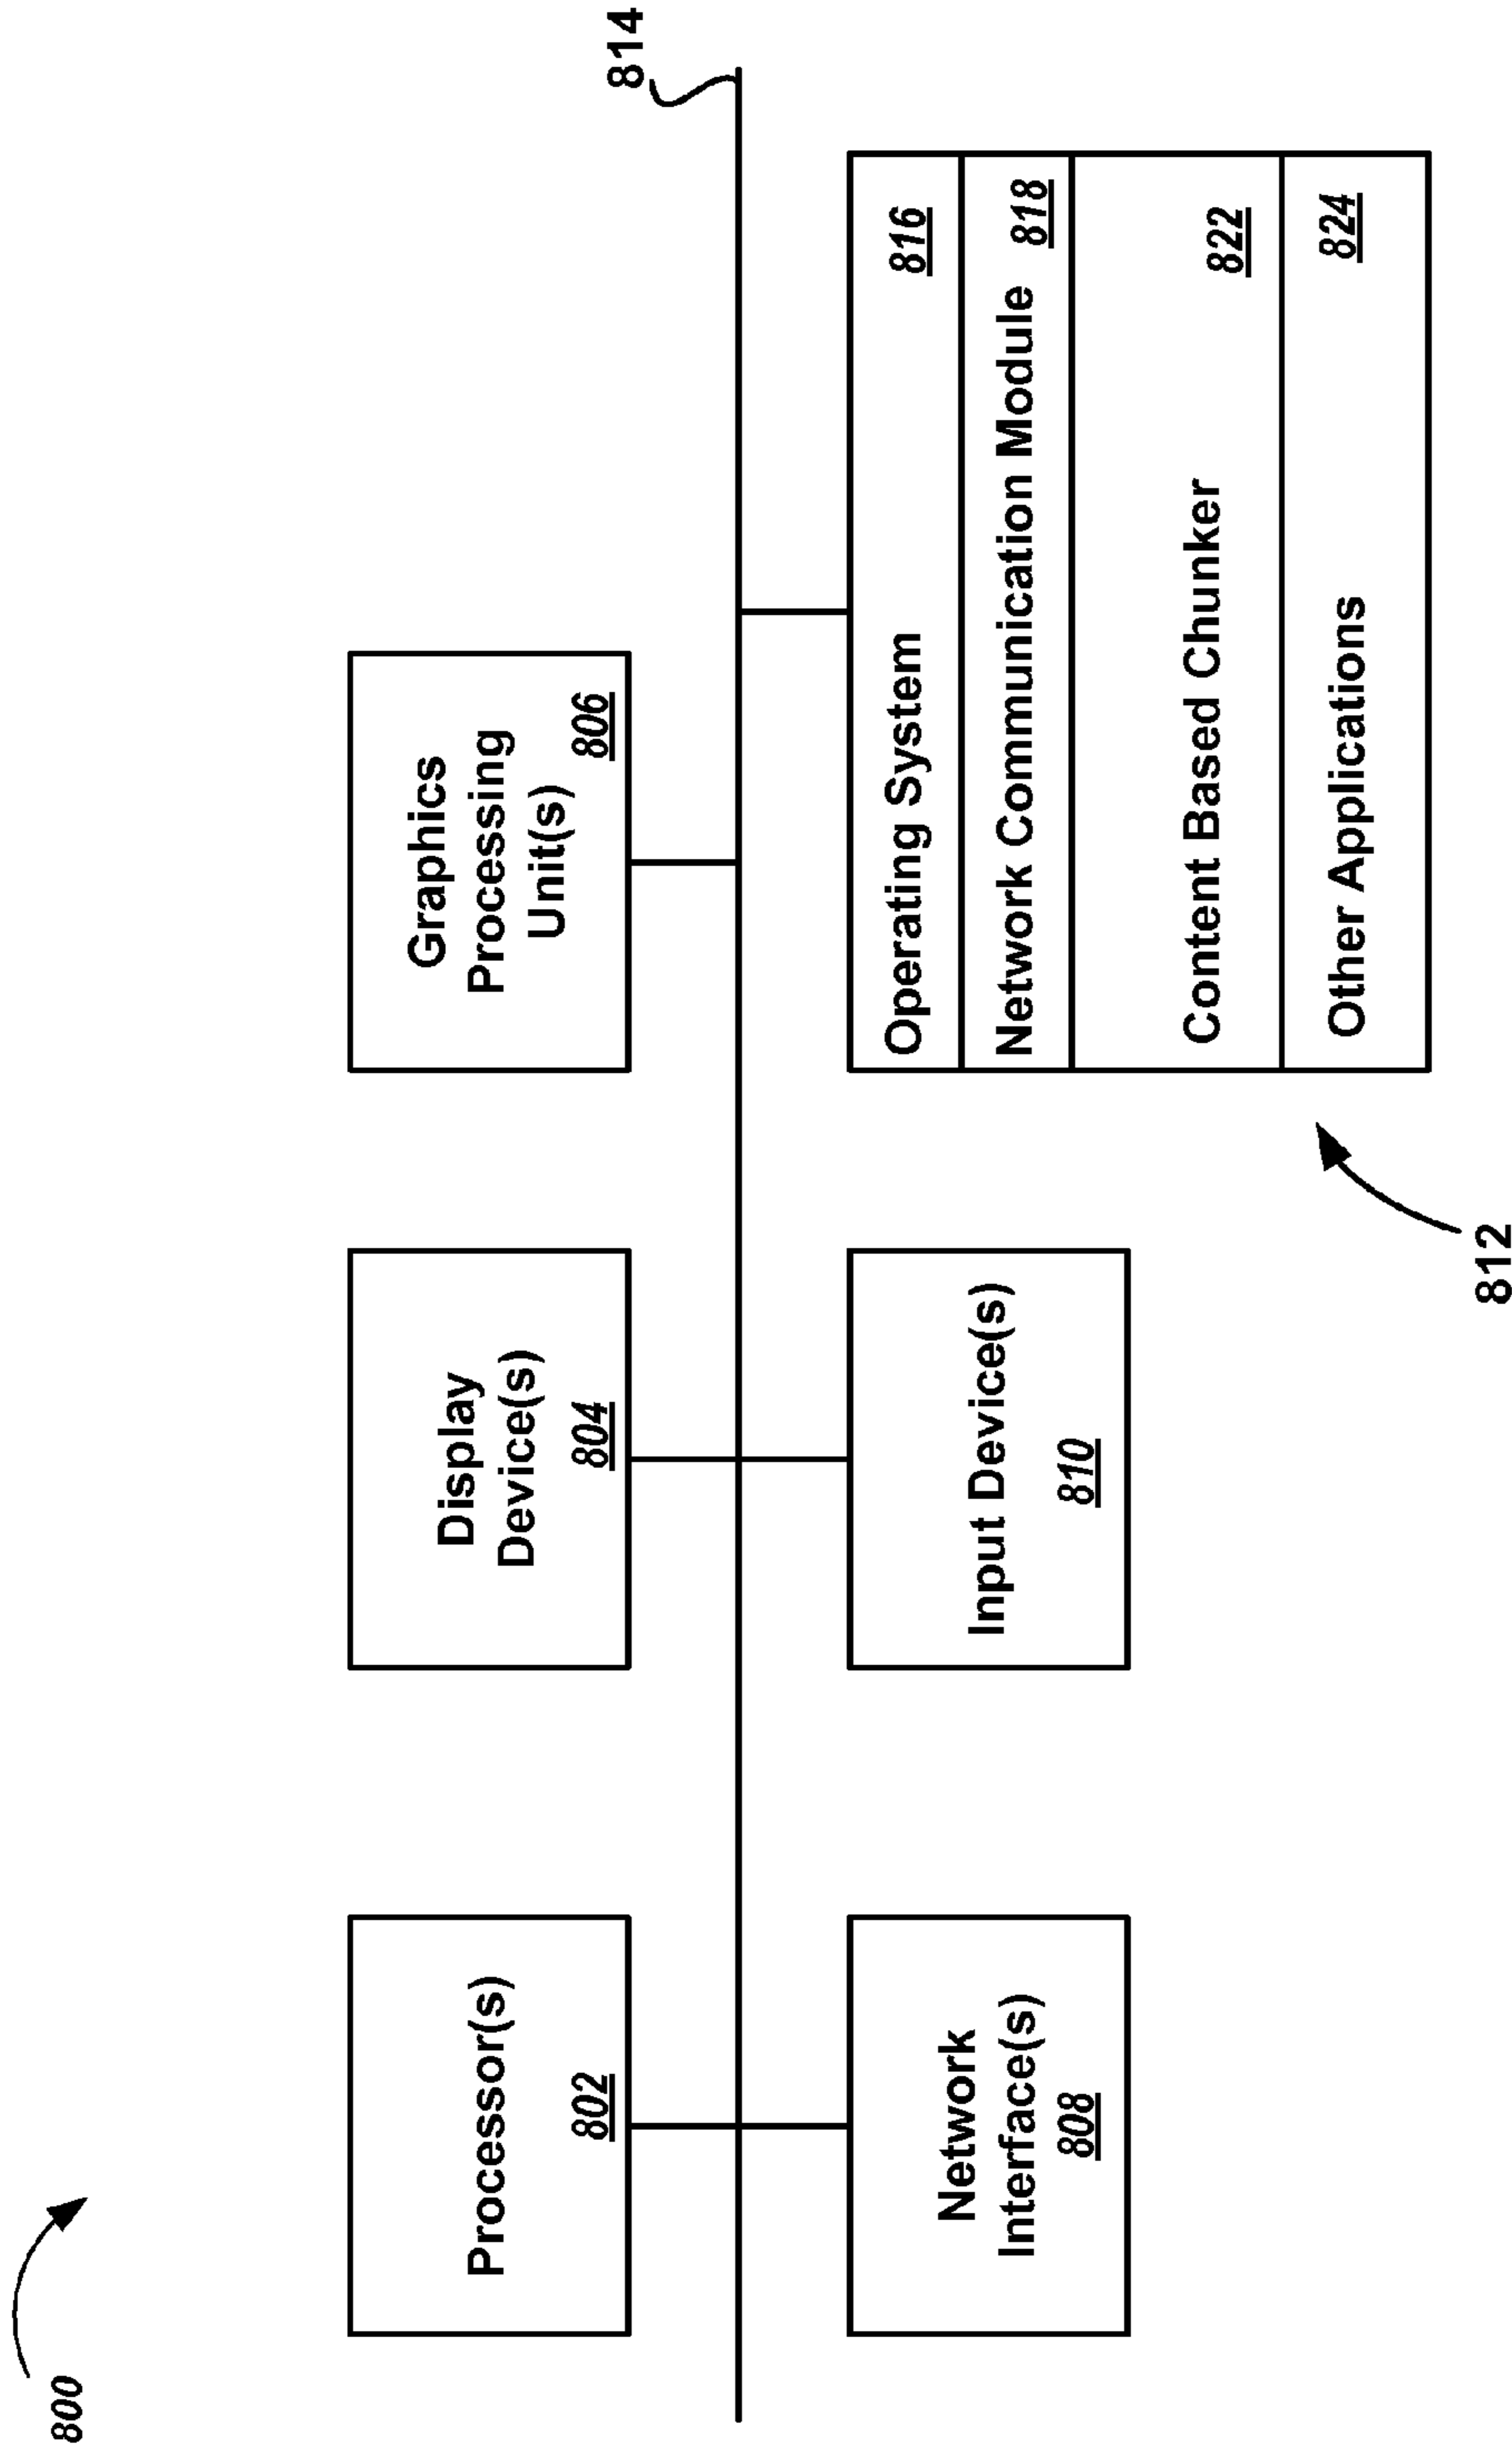 800
Processor(s)
802
Display
Device(s)
804
Graphics
Processing
Unit(s)
806
814
Network
Interface(s)
808
Input Device(s)
810
Operating System 816
Network Communication Module 818
Content Based Chunker 822
Other Applications 824
812